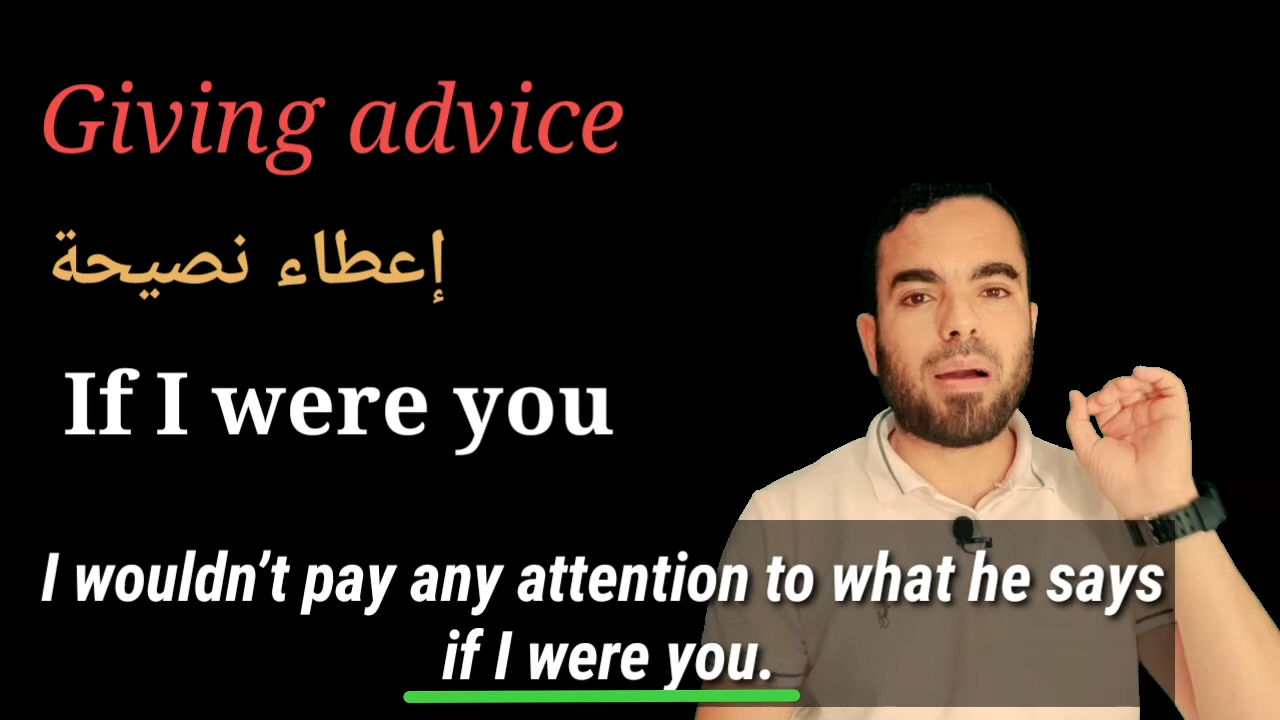 Giving advice
إعطاء نصيحة
If I were you
I wouldn’t pay any attention to what he says
if I were you.